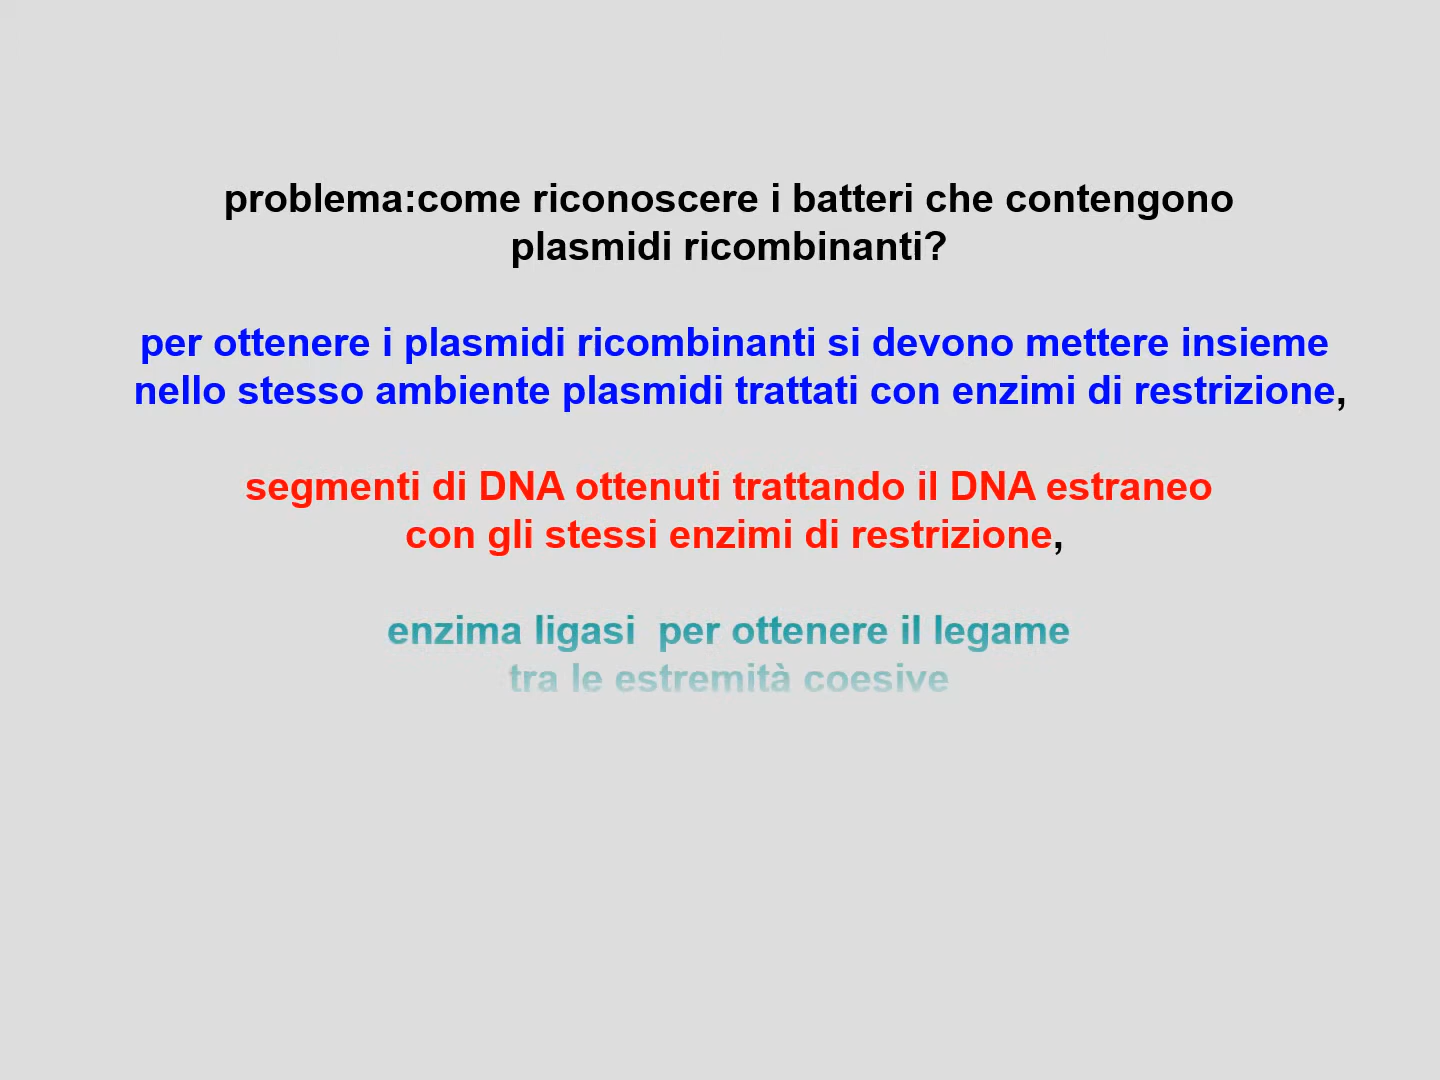 problema:come riconoscere i batteri che contengono
plasmidi ricombinanti?
per ottenere i plasmidi ricombinanti si devono mettere insieme
nello stesso ambiente plasmidi trattati con enzimi di restrizione,
segmenti di DNA ottenuti trattando il DNA estraneo
con gli stessi enzimi di restrizione,
enzima ligasi  per ottenere il legame
tra le estremità coesive